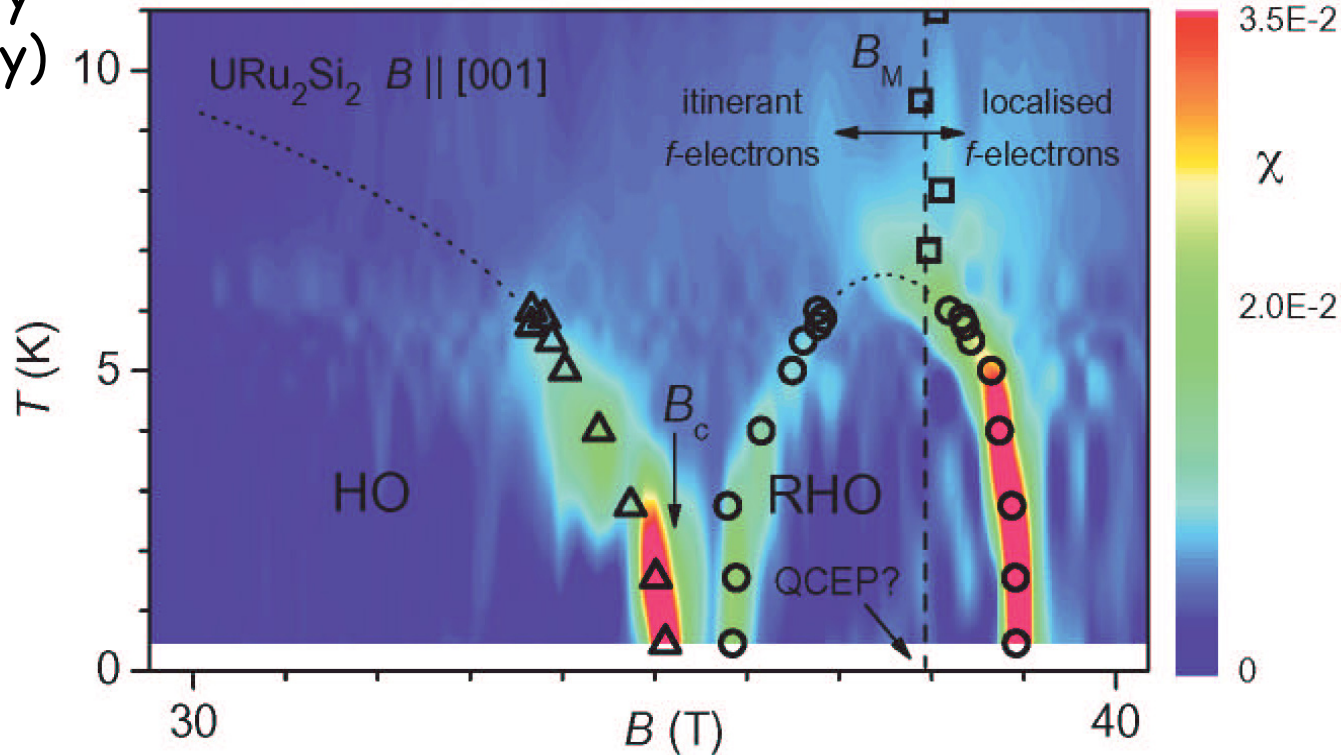 y
y)
URu2Si2 B || [001]
BM
itinerant
f-electrons
localised
f-electrons
Bc
HO
RHO
QCEP?
T (K)
10
5
0
30
40
B (T)
3.5E-2
χ
2.0E-2
0